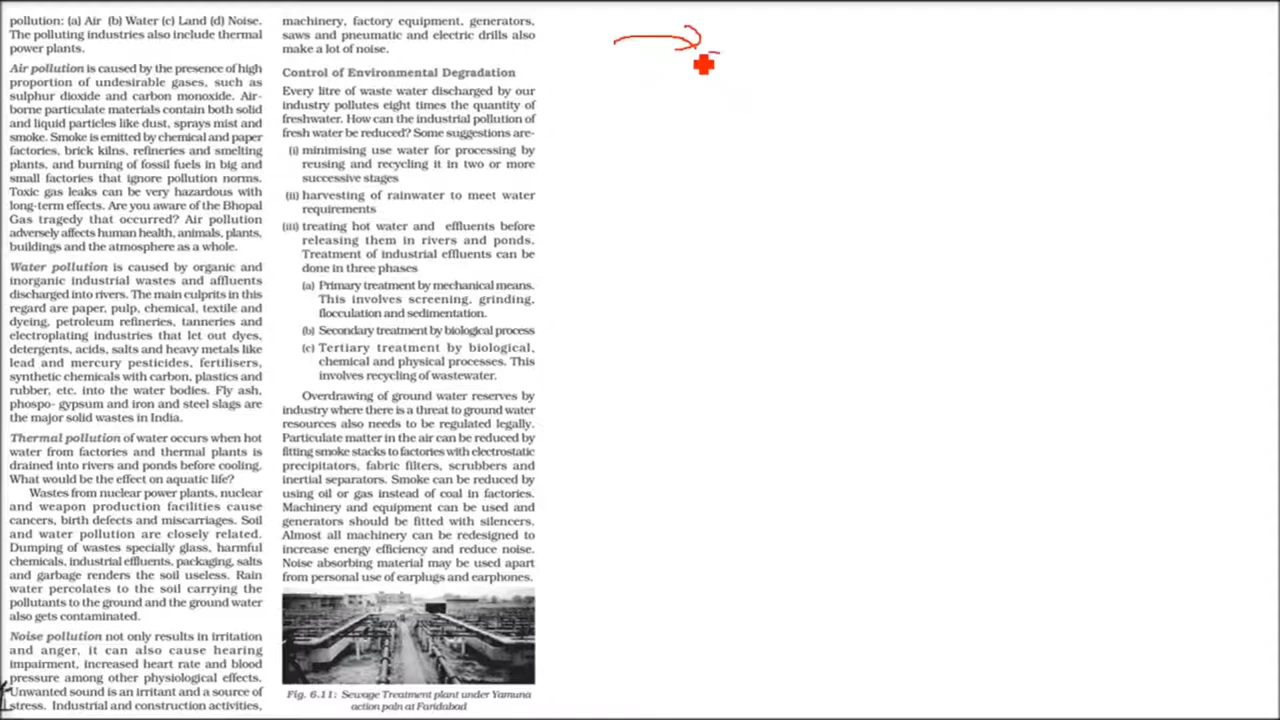 pollution: (a) Air (b) Water (c) Land (d) Noise.
The polluting industries also include thermal
power plants.
Air pollution is caused by the presence of high
proportion of undesirable gases, such as
sulphur dioxide and carbon monoxide. Air-
borne particulate materials contain both solid
and liquid particles like dust, sprays mist and
smoke. Smoke is emitted by chemical and paper
factories, brick kilns, refineries and smelting
plants, and burning of fossil fuels in big and
small factories that ignore pollution norms.
Toxic gas leaks can be very hazardous with
long-term effects. Are you aware of the Bhopal
Gas tragedy that occurred? Air pollution
adversely affects human health, animals, plants,
buildings and the atmosphere as a whole.
Water pollution is caused by organic and
inorganic industrial wastes and affluents
discharged into rivers. The main culprits in this
regard are paper, pulp, chemical, textile and
dyeing, petroleum refineries, tanneries and
electroplating industries that let out dyes,
detergents, acids, salts and heavy metals like
lead and mercury pesticides, fertilisers,
synthetic chemicals with carbon, plastics and
rubber, etc. into the water bodies. Fly ash,
phospo- gypsum and iron and steel slags are
the major solid wastes in India.
Thermal pollution of water occurs when hot
water from factories and thermal plants is
drained into rivers and ponds before cooling.
What would be the effect on aquatic life?
Wastes from nuclear power plants, nuclear
and weapon production facilities cause
cancers, birth defects and miscarriages. Soil
and water pollution are closely related.
Dumping of wastes specially glass, harmful
chemicals, industrial effluents, packaging, salts
and garbage renders the soil useless. Rain
water percolates to the soil carrying the
pollutants to the ground and the ground water
also gets contaminated.
Noise pollution not only results in irritation
and anger, it can also cause hearing
impairment, increased heart rate and blood
pressure among other physiological effects.
Unwanted sound is an irritant and a source of
stress. Industrial and construction activities,
machinery, factory equipment, generators,
saws and pneumatic and electric drills also
make a lot of noise.
Control of Environmental Degradation
Every litre of waste water discharged by our
industry pollutes eight times the quantity of
freshwater. How can the industrial pollution of
fresh water be reduced? Some suggestions are-
(i) minimising use water for processing by
reusing and recycling it in two or more
successive stages
(ii) harvesting of rainwater to meet water
requirements
(iii) treating hot water and effluents before
releasing them in rivers and ponds.
Treatment of industrial effluents can be
done in three phases
(a) Primary treatment by mechanical means.
This involves screening, grinding,
flocculation and sedimentation.
(b) Secondary treatment by biological process
(c) Tertiary treatment by biological,
chemical and physical processes. This
involves recycling of wastewater.
Overdrawing of ground water reserves by
industry where there is a threat to ground water
resources also needs to be regulated legally.
Particulate matter in the air can be reduced by
fitting smoke stacks to factories with electrostatic
precipitators, fabric filters, scrubbers and
inertial separators. Smoke can be reduced by
using oil or gas instead of coal in factories.
Machinery and equipment can be used and
generators should be fitted with silencers.
Almost all machinery can be redesigned to
increase energy efficiency and reduce noise.
Noise absorbing material may be used apart
from personal use of earplugs and earphones.
Fig. 6.11: Sewage Treatment plant under Yamuna
action paln at Faridabad